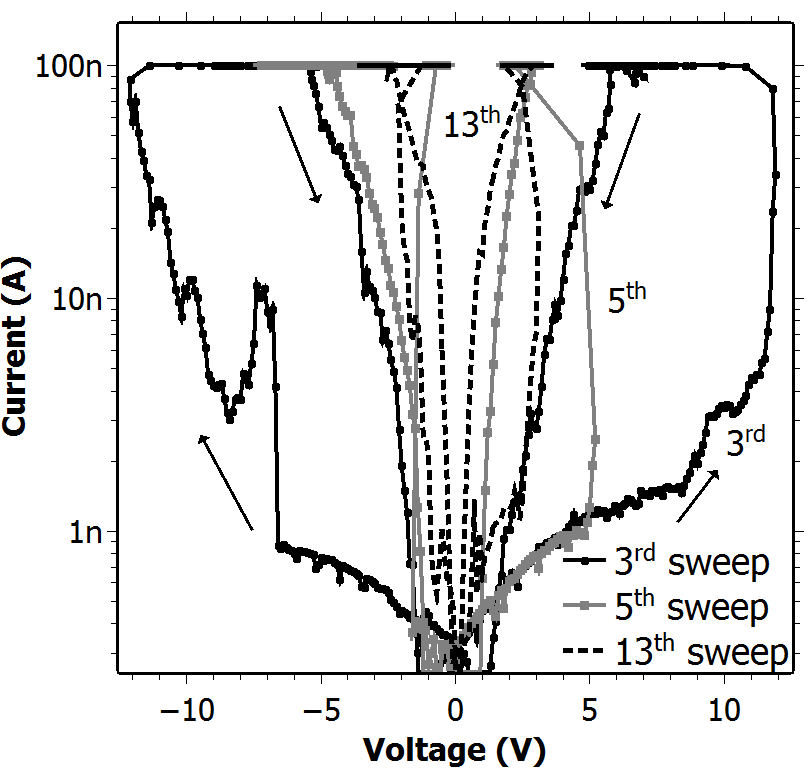 100n
13th
10n
5th
3rd
1n
3rd sweep
5th sweep
13th sweep
−10
−5
0
5
10
Voltage (V)
Current (A)